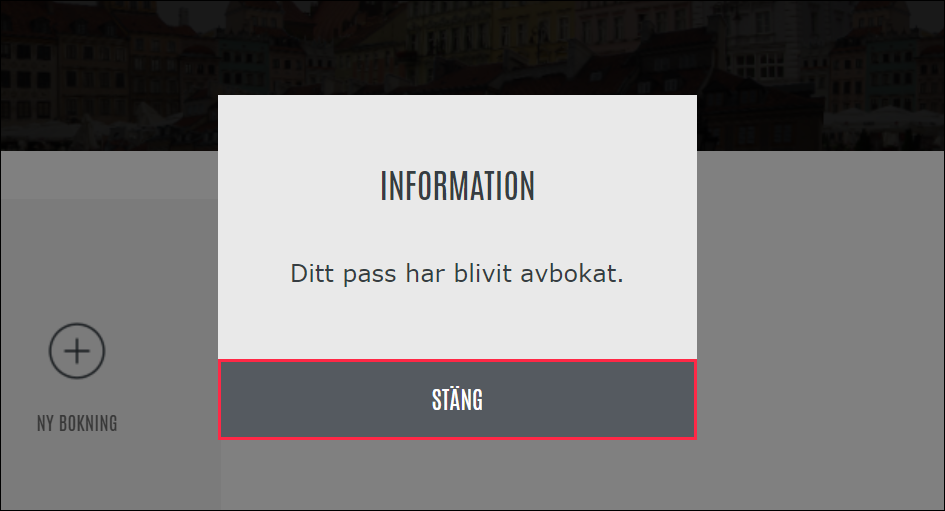 INFORMATION
Ditt pass har blivit avbokat.
STÄNG
NY BOKNING